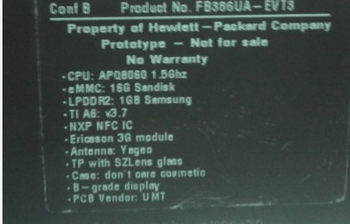 Conf B Product No. FB386UA-EVT3
Property of Hewlett-Packard Company
Prototype - Not for sale
No Warranty
-CPU: APQ8060 1.5Ghz
-eMMC: 16G Sandisk
-LPDDR2: 1GB Samsung
-TI A6: v3.7
-NXP NFC IC
-Ericsson 3G module
-Antenna: Yageo
-TP with SZLens glass
-Case: don't care cosmetic
-B-grade display
-PCB Vendor: UMT